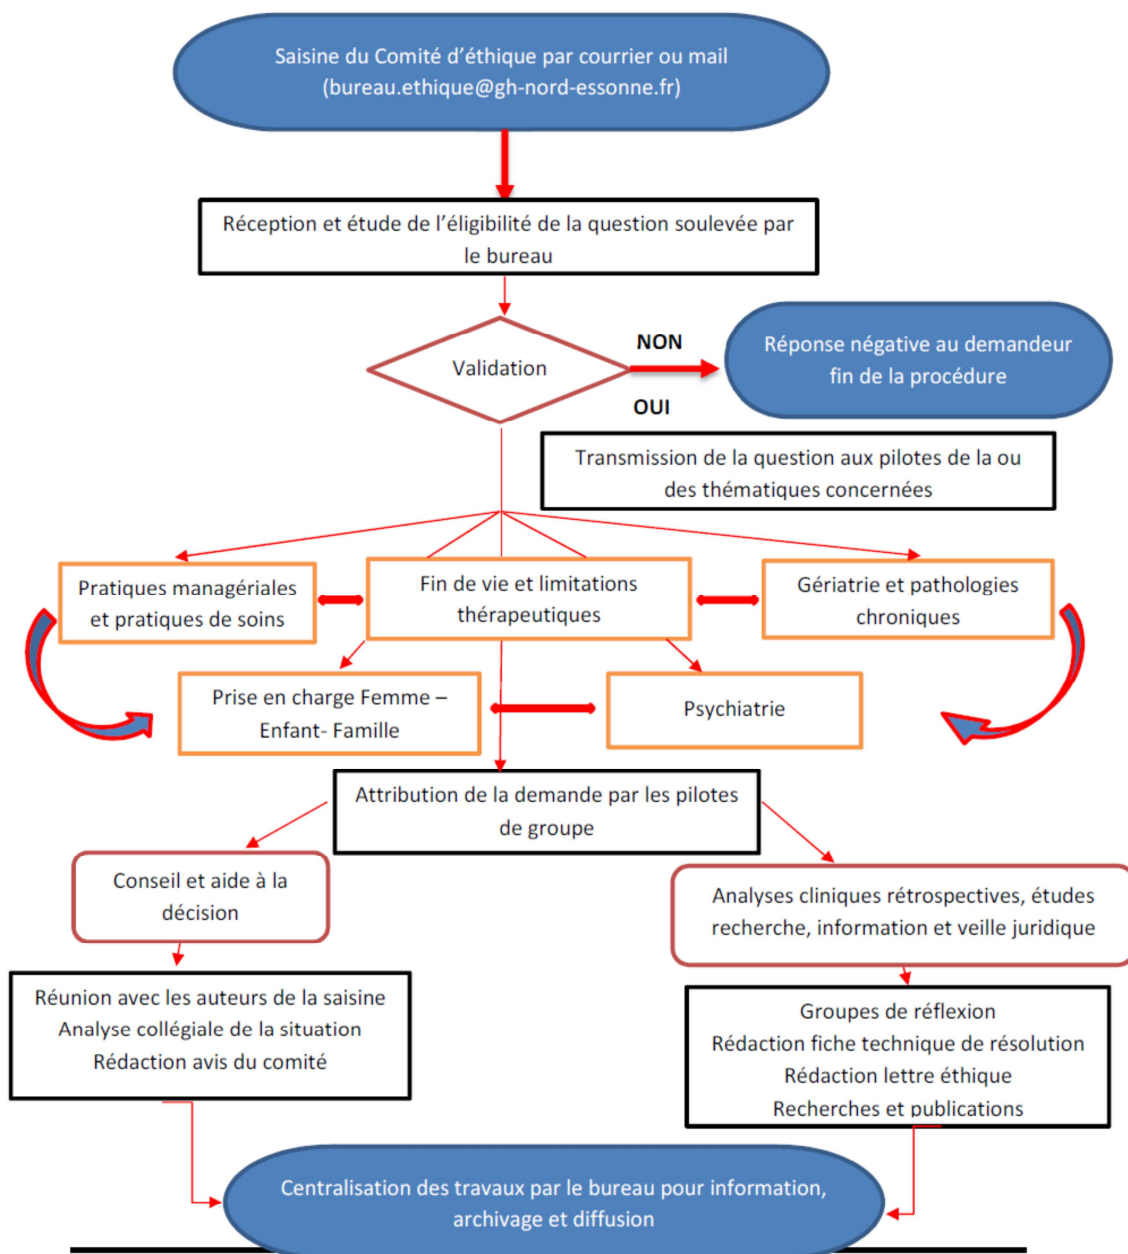 Saisine du Comité d'éthique par courrier ou mail
(bureau.ethique@gh-nord-essonne.fr)
Réception et étude de l'éligibilité de la question soulevée par
le bureau
Validation
NON
Réponse négative au demandeur
fin de la procédure
OUI
Transmission de la question aux pilotes de la ou
des thématiques concernées
Pratiques managériales
et pratiques de soins
Fin de vie et limitations
thérapeutiques
Gériatrie et pathologies
chroniques
Prise en charge Femme –
Enfant- Famille
Psychiatrie
Attribution de la demande par les pilotes
de groupe
Conseil et aide à la
décision
Analyses cliniques rétrospectives, études
recherche, information et veille juridique
Réunion avec les auteurs de la saisine
Analyse collégiale de la situation
Rédaction avis du comité
Groupes de réflexion
Rédaction fiche technique de résolution
Rédaction lettre éthique
Recherches et publications
Centralisation des travaux par le bureau pour information,
archivage et diffusion